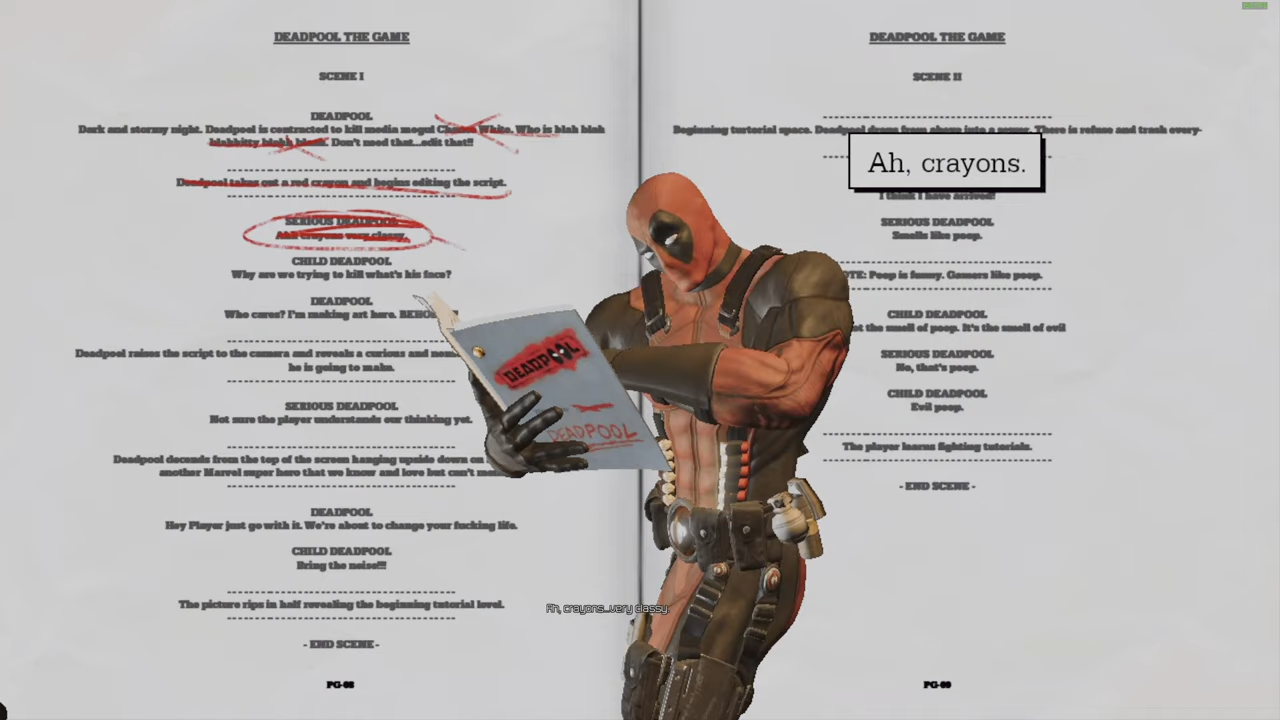 DEADPOOL THE GAME
SCENE I
DEADPOOL
Dark and stormy night. Deadpool is contracted to kill media mogul Chance White. Who is blah blah
blabbitty blahh blaah. Don't need that...edit that!!
Deadpool takes out a red crayon and begins editing the script.
SERIOUS DEADPOOL
Ahh crayons very classy.
CHILD DEADPOOL
Why are we trying to kill what's his face?
DEADPOOL
Who cares? I'm making art here.
Deadpool raises the script to the camera and reveals a curious and
he is going to make.
SERIOUS DEADPOOL
Not sure the player understands our thinking yet.
Deadpool decends from the top of the screen hanging upside down
another Marvel super hero that we know and love but can't
DEADPOOL
Hey Player just go with it. We're about to change your fucking life.
CHILD DEADPOOL
Bring the noise!!!
The picture rips in half revealing the beginning tutorial level.
- END SCENE -
PG-08
DEADPOOL THE GAME
SCENE II
Beginning turtorial space. Deadpool drops from above into a sewer. There is refuse and trash every-
Ah, crayons.
I think I have arrived!
SERIOUS DEADPOOL
Smells like poop.
Poop is funny. Gamers like poop.
CHILD DEADPOOL
the smell of poop. It's the smell of evil
SERIOUS DEADPOOL
No, that's poop.
CHILD DEADPOOL
Evil poop.
The player learns fighting tutorials.
- END SCENE -
PG-09
DEADPOOL
DEADPOOL
Ah, crayons...very classy.